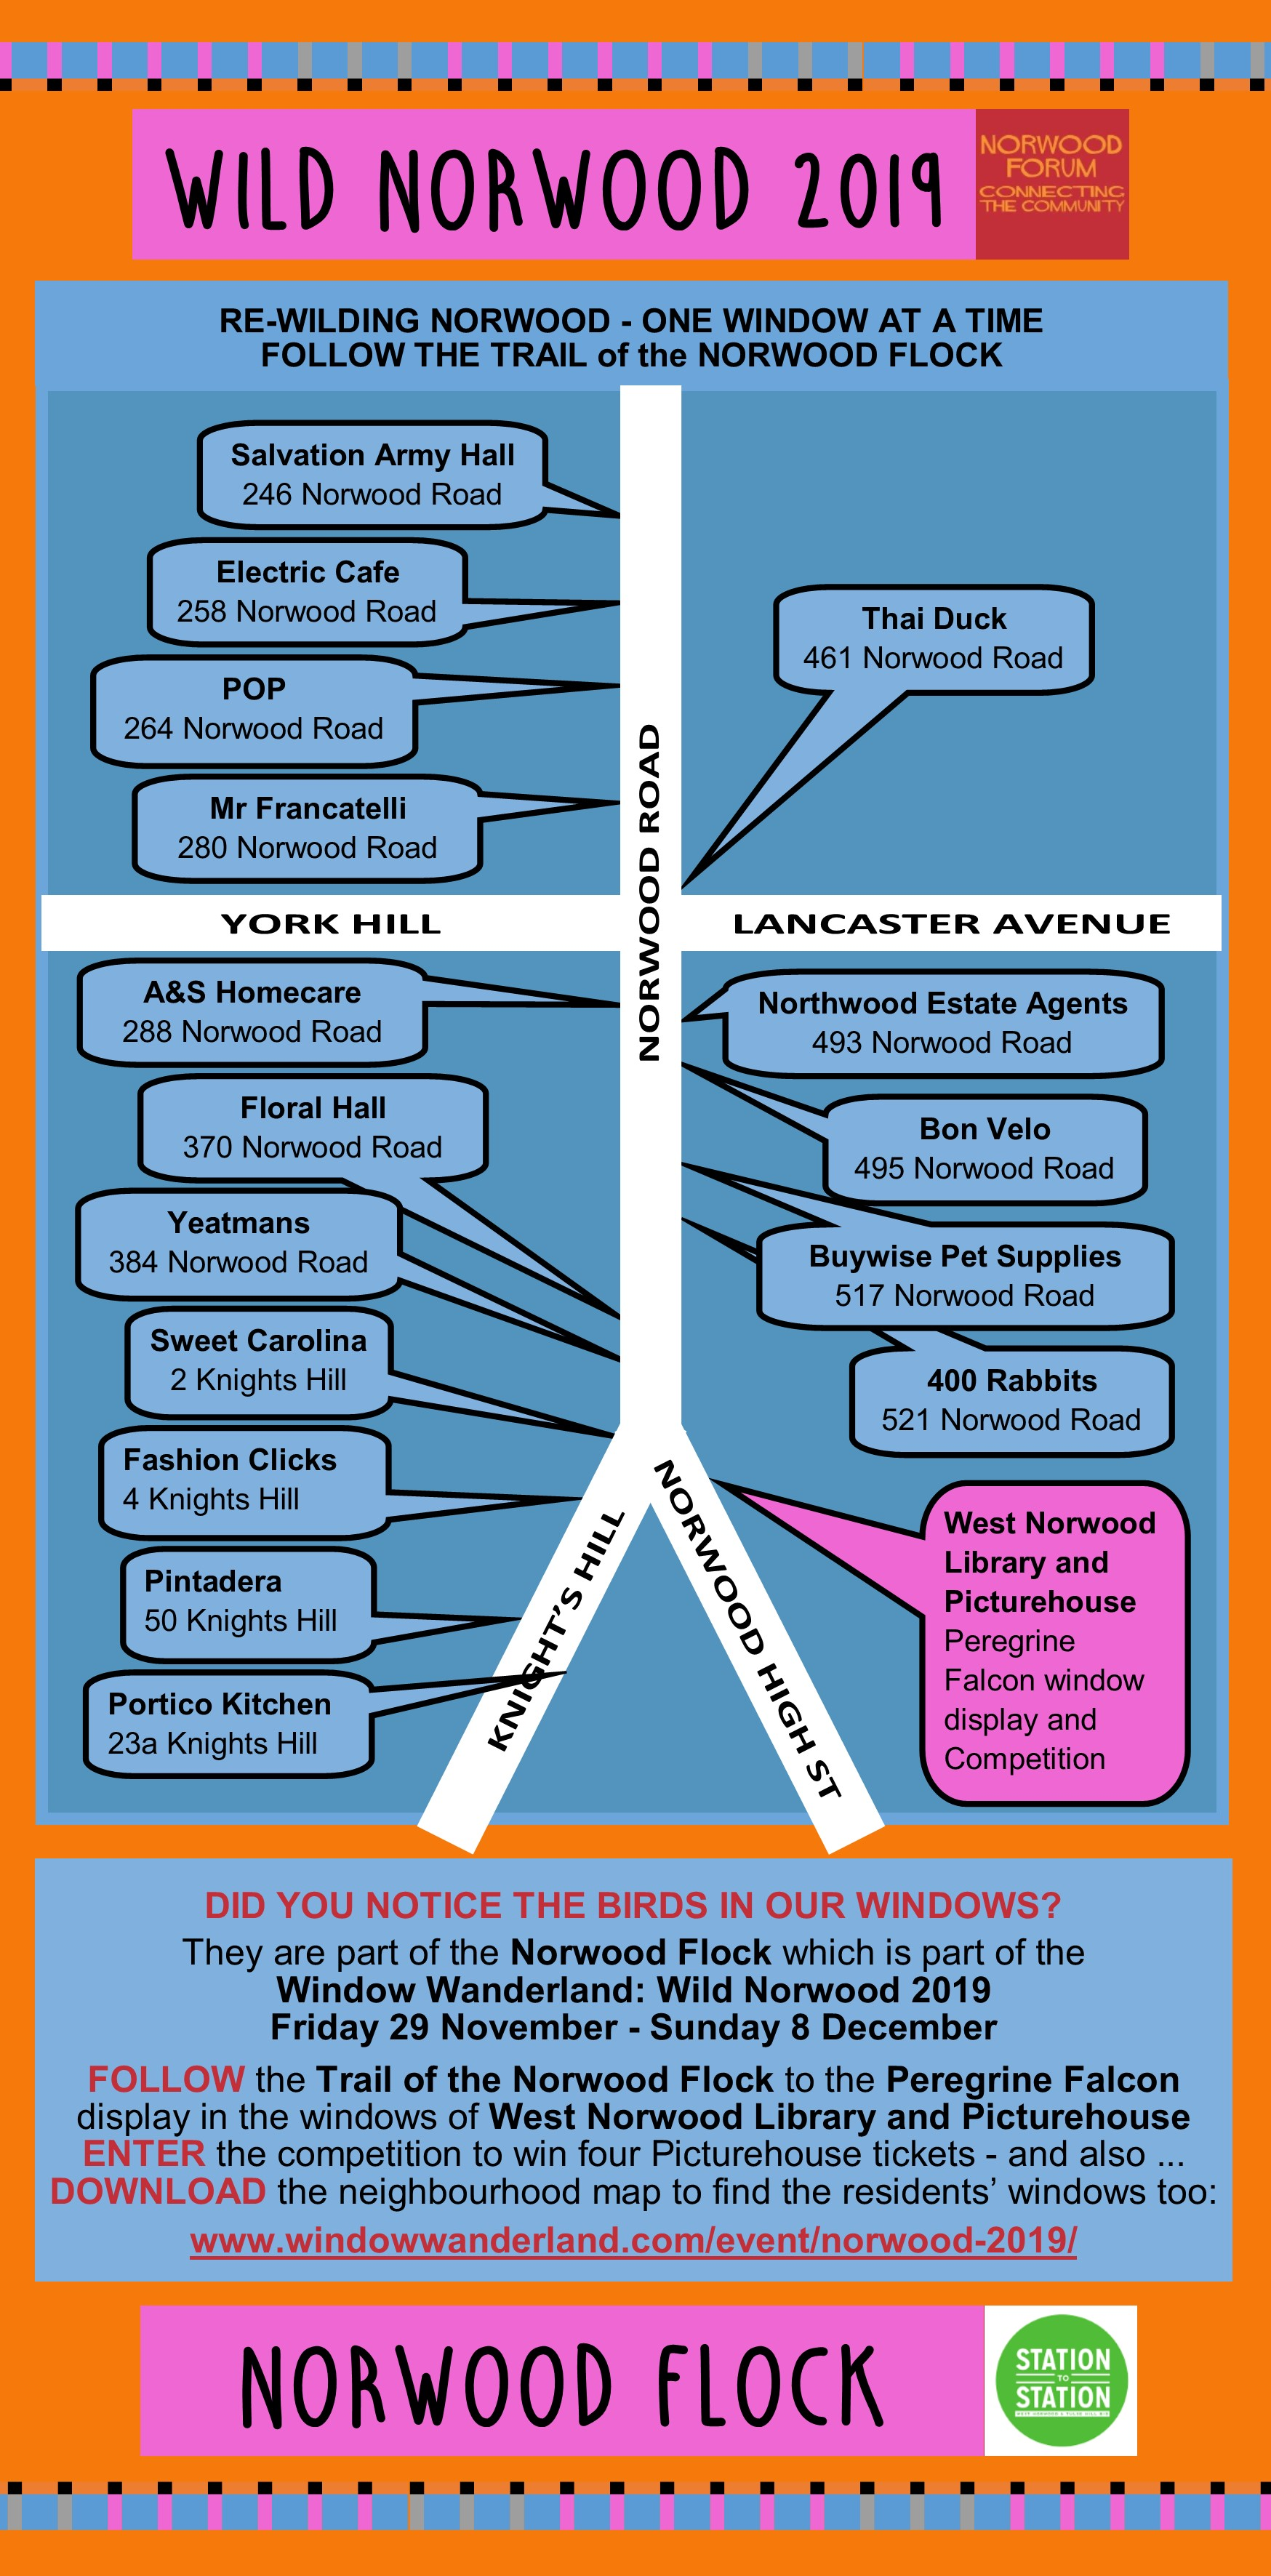 WILD NORWOOD 2019
NORWOOD
FORUM
CONNECTING
THE COMMUNITY
RE-WILDING NORWOOD - ONE WINDOW AT A TIME
FOLLOW THE TRAIL of the NORWOOD FLOCK
Salvation Army Hall
246 Norwood Road
Electric Cafe
258 Norwood Road
POP
264 Norwood Road
Mr Francatelli
280 Norwood Road
Thai Duck
461 Norwood Road
NORWOOD ROAD
YORK HILL
LANCASTER AVENUE
A&S Homecare
288 Norwood Road
Floral Hall
370 Norwood Road
Yeatmans
384 Norwood Road
Sweet Carolina
2 Knights Hill
Fashion Clicks
4 Knights Hill
Pintadera
50 Knights Hill
Portico Kitchen
23a Knights Hill
Northwood Estate Agents
493 Norwood Road
Bon Velo
495 Norwood Road
Buywise Pet Supplies
517 Norwood Road
400 Rabbits
521 Norwood Road
KNIGHT’S HILL
NORWOOD HIGH ST
West Norwood
Library and
Picturehouse
Peregrine
Falcon window
display and
Competition
DID YOU NOTICE THE BIRDS IN OUR WINDOWS?
They are part of the Norwood Flock which is part of the
Window Wanderland: Wild Norwood 2019
Friday 29 November - Sunday 8 December
FOLLOW the Trail of the Norwood Flock to the Peregrine Falcon
display in the windows of West Norwood Library and Picturehouse
ENTER the competition to win four Picturehouse tickets - and also ...
DOWNLOAD the neighbourhood map to find the residents’ windows too:
www.windowwanderland.com/event/norwood-2019/
NORWOOD FLOCK
STATION
TO
STATION
WEST NORWOOD & TULSE HILL BID